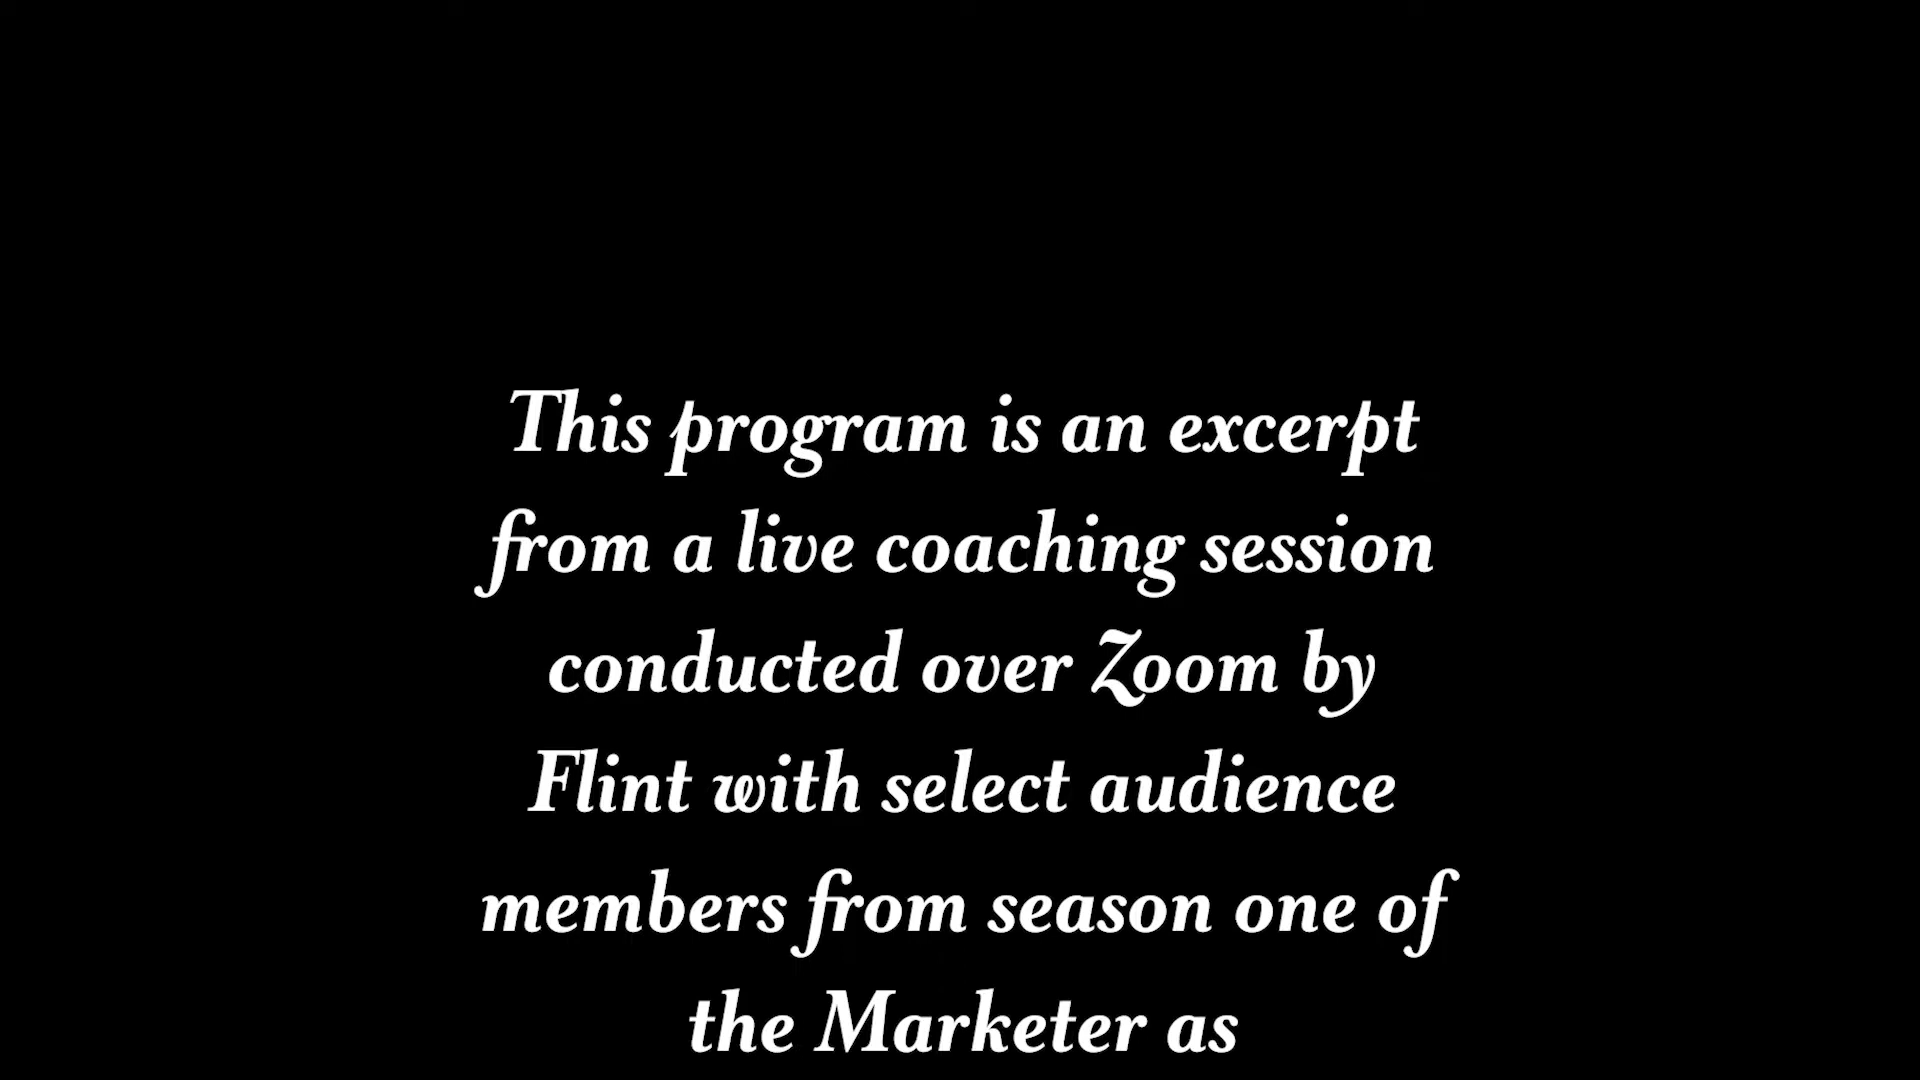 This program is an excerpt
from a live coaching session
conducted over Zoom by
Flint with select audience
members from season one of
the Marketer as